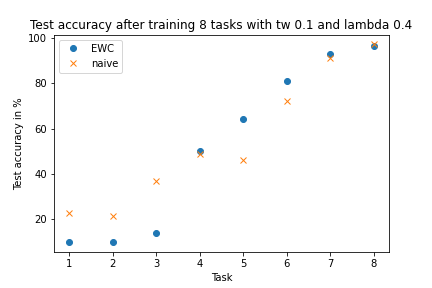 Test accuracy after training 8 tasks with tw 0.1 and lambda 0.4
100
80
60
40
20
Test accuracy in %
EWC
naive
1 2 3 4 5 6 7 8
Task